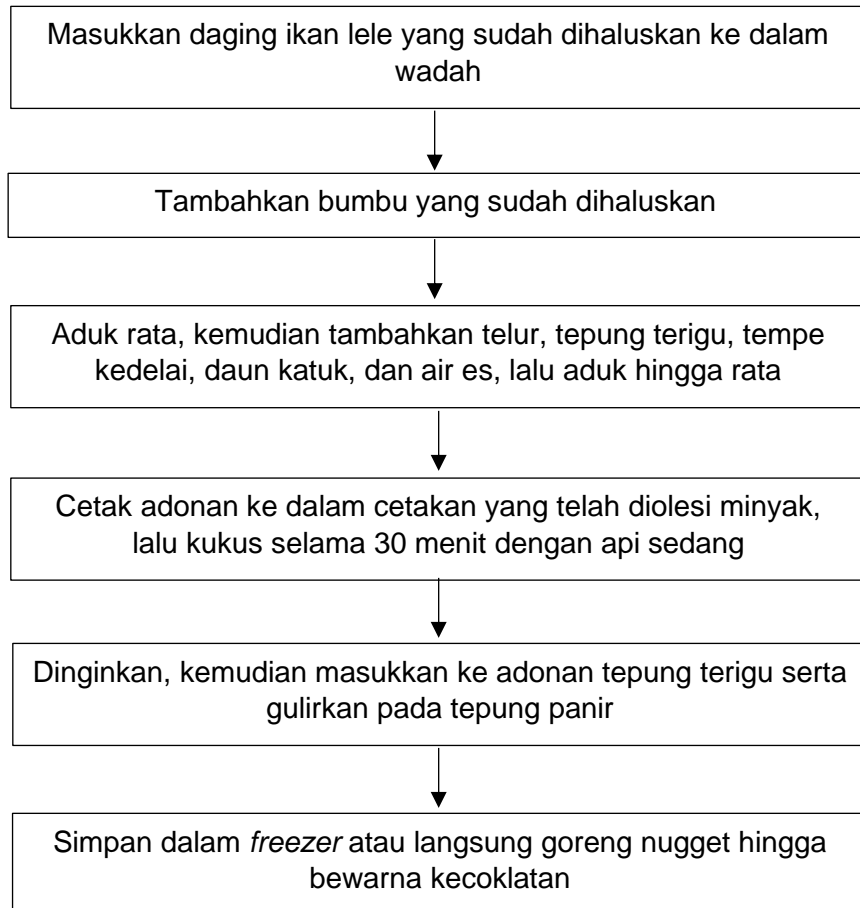 Masukkan daging ikan lele yang sudah dihaluskan ke dalam
wadah
Tambahkan bumbu yang sudah dihaluskan
Aduk rata, kemudian tambahkan telur, tepung terigu, tempe
kedelai, daun katuk, dan air es, lalu aduk hingga rata
Cetak adonan ke dalam cetakan yang telah diolesi minyak,
lalu kukus selama 30 menit dengan api sedang
Dinginkan, kemudian masukkan ke adonan tepung terigu serta
gulirkan pada tepung panir
Simpan dalam freezer atau langsung goreng nugget hingga
bewarna kecoklatan